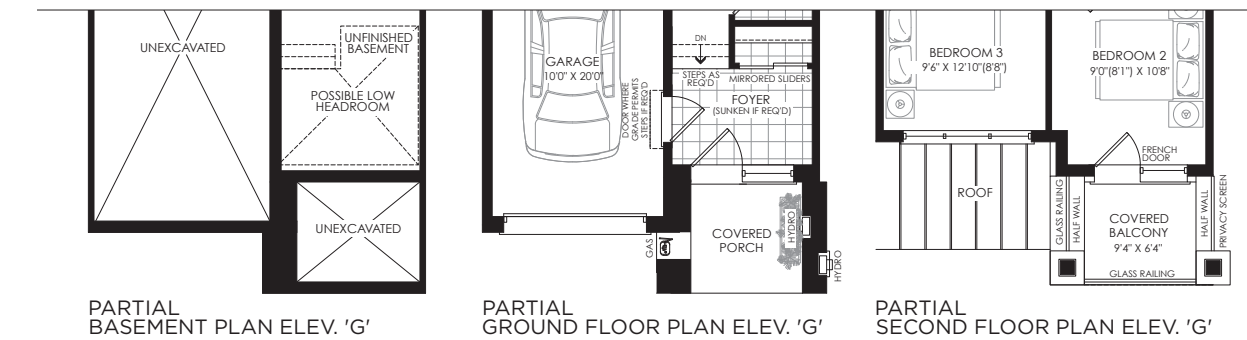 UNEXCAVATED
UNFINISHED
BASEMENT
POSSIBLE LOW
HEADROOM
UNEXCAVATED
PARTIAL
BASEMENT PLAN ELEV. 'G'
GARAGE
10'0" X 20'0"
DN
STEPS AS
REQ'D
MIRRORED SLIDERS
FOYER
(SUNKEN IF REQ'D)
DOOR WHERE
GRADE PERMITS
STEPS IF REQ'D
COVERED
PORCH
HYDRO
GAS
HYDRO
PARTIAL
GROUND FLOOR PLAN ELEV. 'G'
BEDROOM 3
9'6" X 12'10"(8'8")
BEDROOM 2
9'0"(8'1") X 10'8"
FRENCH
DOOR
ROOF
GLASS RAILING
HALF WALL
COVERED
BALCONY
9'4" X 6'4"
HALF WALL
PRIVACY SCREEN
GLASS RAILING
PARTIAL
SECOND FLOOR PLAN ELEV. 'G'